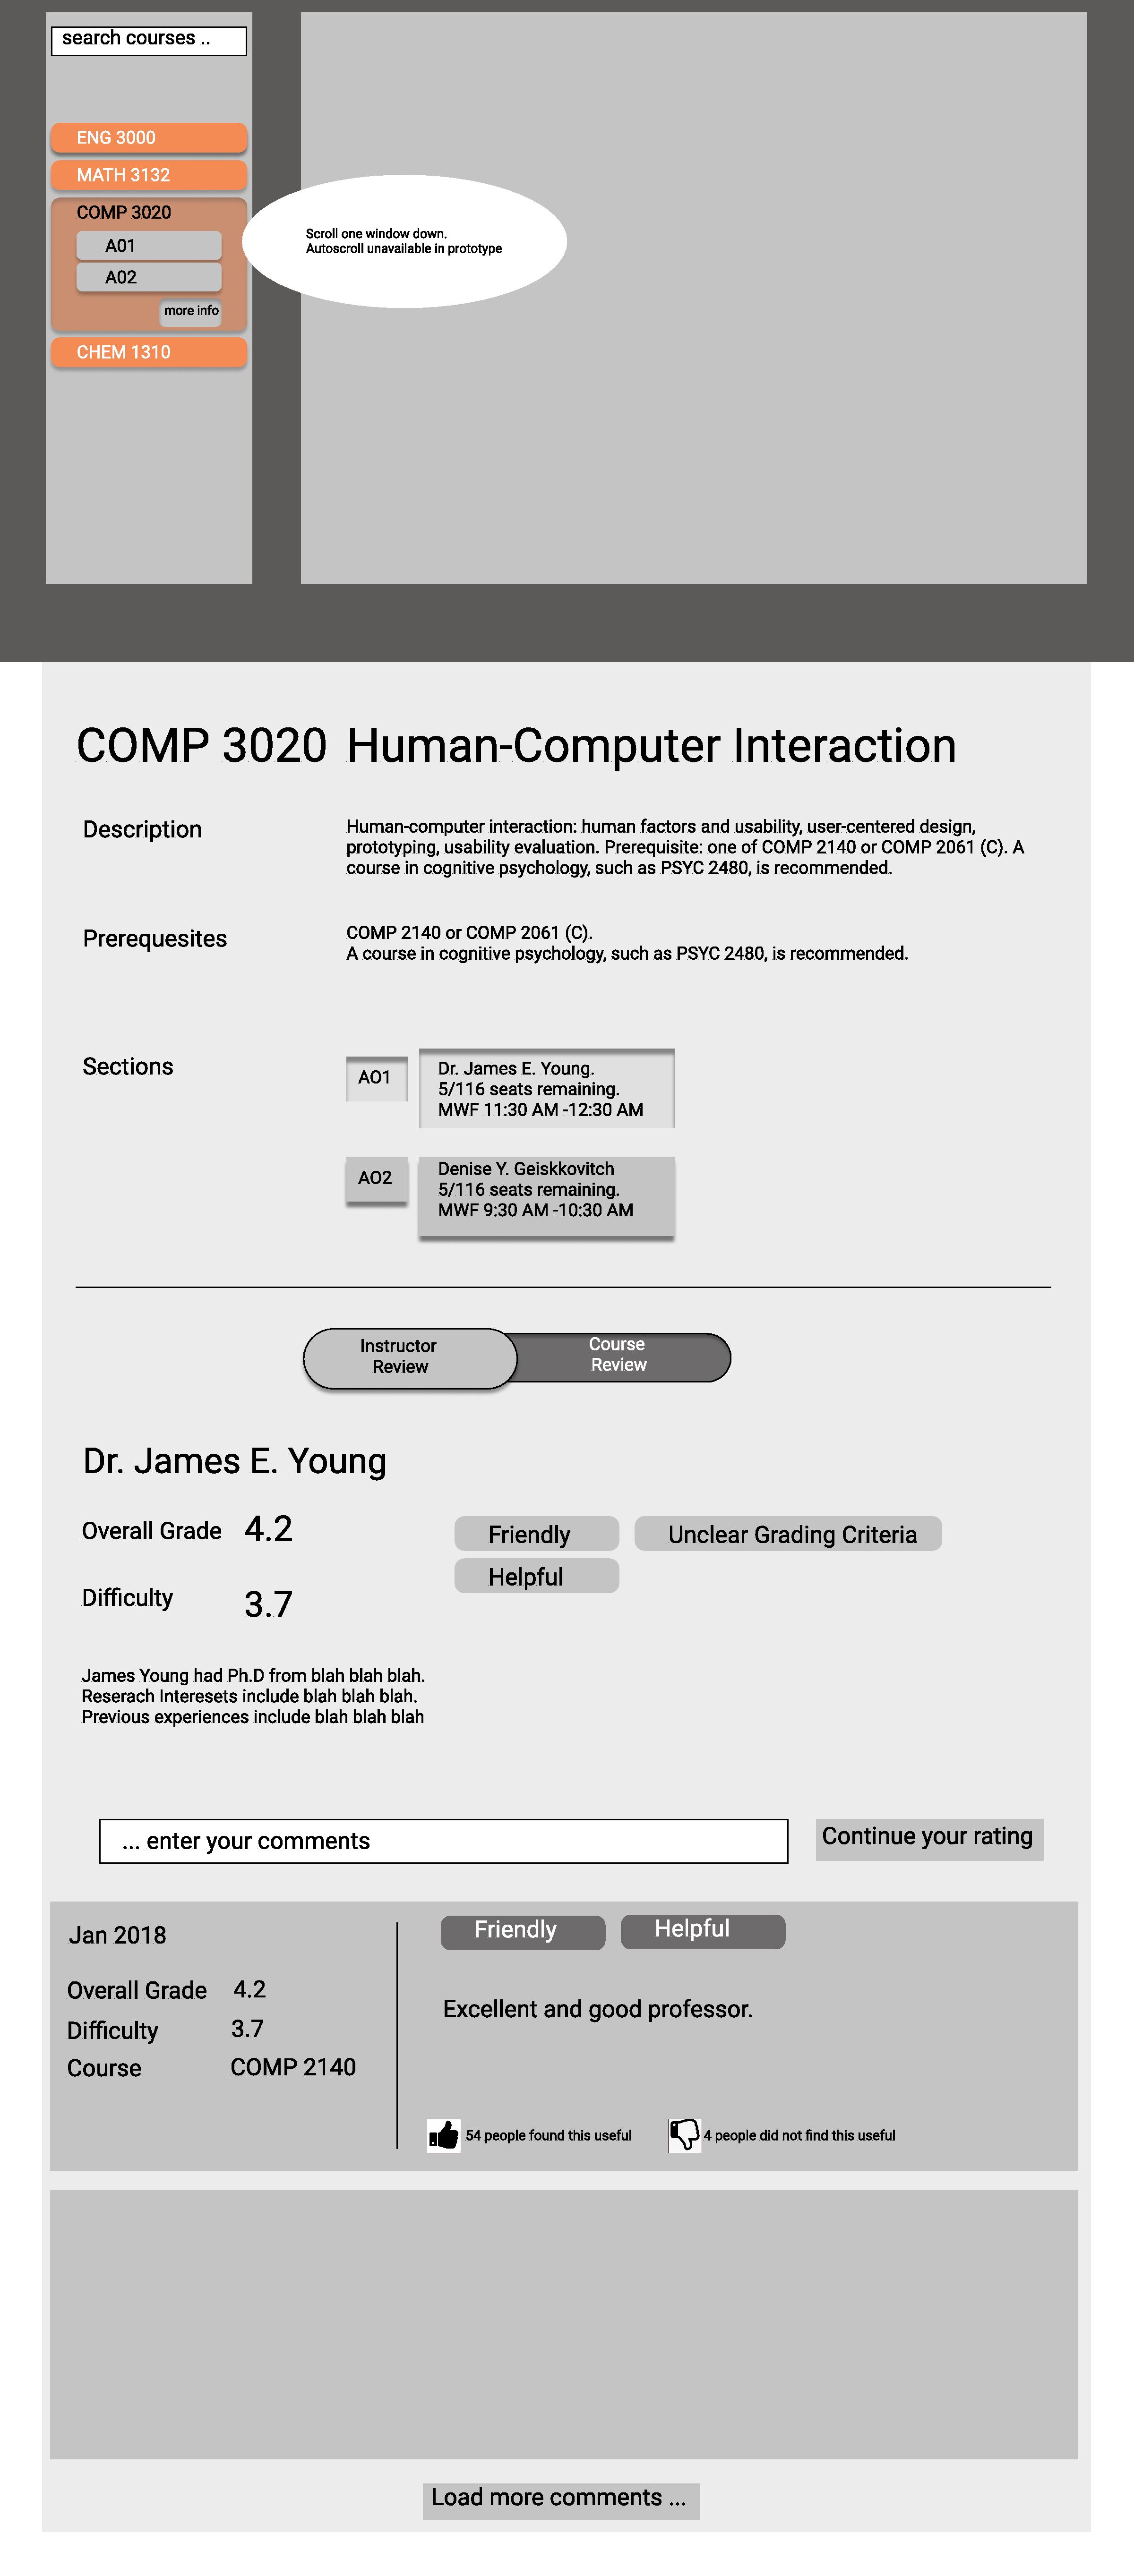 search courses ..
ENG 3000
MATH 3132
COMP 3020
A01
A02
more info
CHEM 1310
Scroll one window down.
Autoscroll unavailable in prototype
COMP 3020 Human-Computer Interaction
Description
Human-computer interaction: human factors and usability, user-centered design,
prototyping, usability evaluation. Prerequisite: one of COMP 2140 or COMP 2061 (C). A
course in cognitive psychology, such as PSYC 2480, is recommended.
Prerequesites
COMP 2140 or COMP 2061 (C).
A course in cognitive psychology, such as PSYC 2480, is recommended.
Sections
AO1
Dr. James E. Young.
5/116 seats remaining.
MWF 11:30 AM -12:30 AM
AO2
Denise Y. Geiskkovitch
5/116 seats remaining.
MWF 9:30 AM -10:30 AM
Instructor
Review
Course
Review
Dr. James E. Young
Overall Grade 4.2
Friendly
Unclear Grading Criteria
Helpful
Difficulty 3.7
James Young had Ph.D from blah blah blah.
Reserach Interesets include blah blah blah.
Previous experiences include blah blah blah
... enter your comments
Continue your rating
Jan 2018
Overall Grade 4.2
Difficulty 3.7
Course COMP 2140
Friendly
Helpful
Excellent and good professor.
54 people found this useful
4 people did not find this useful
Load more comments ...